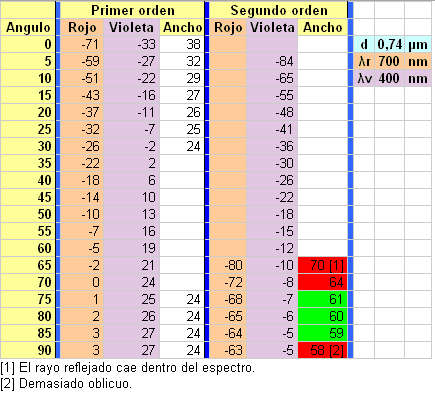 Primer orden Segundo orden
Angulo Rojo Violeta Ancho Rojo Violeta Ancho
0 -71 -33 38 d 0,74 µm
5 -59 -27 32 -84 λr 700 nm
10 -51 -22 29 -65 λv 400 nm
15 -43 -16 27 -55
20 -37 -11 26 -48
25 -32 -7 25 -41
30 -26 -2 24 -36
35 -22 2 -30
40 -18 6 -26
45 -14 10 -22
50 -10 13 -18
55 -7 16 -15
60 -5 19 -12
65 -2 21 -80 -10 70 [1]
70 0 24 -72 -8 64
75 1 25 24 -68 -7 61
80 2 26 24 -65 -6 60
85 3 27 24 -64 -5 59
90 3 27 24 -63 -5 58 [2]
[1] El rayo reflejado cae dentro del espectro.
[2] Demasiado oblicuo.